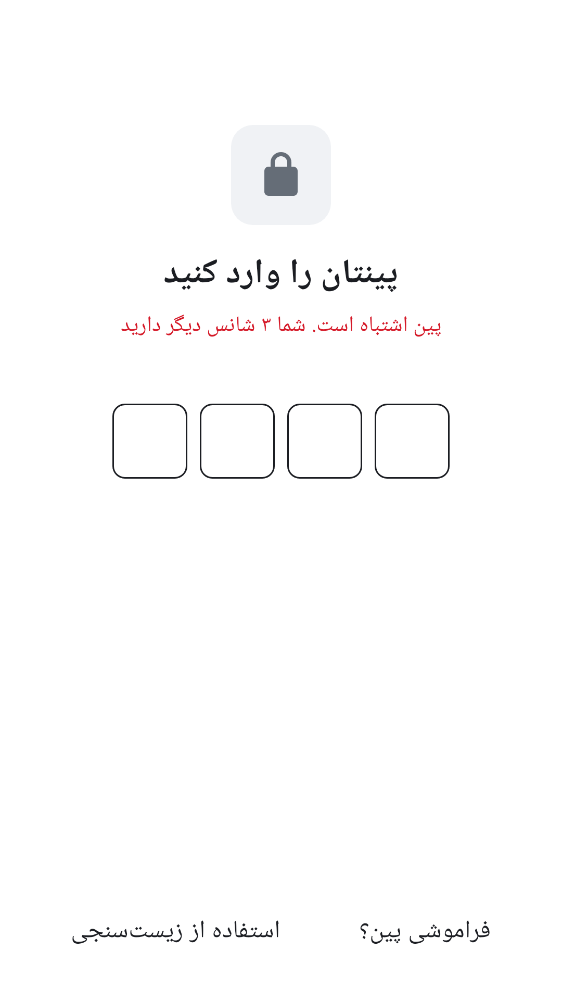 پینتان را وارد کنید
پین اشتباه است. شما ۳ شانس دیگر دارید
فراموشی پین؟
استفاده از زیست‌سنجی